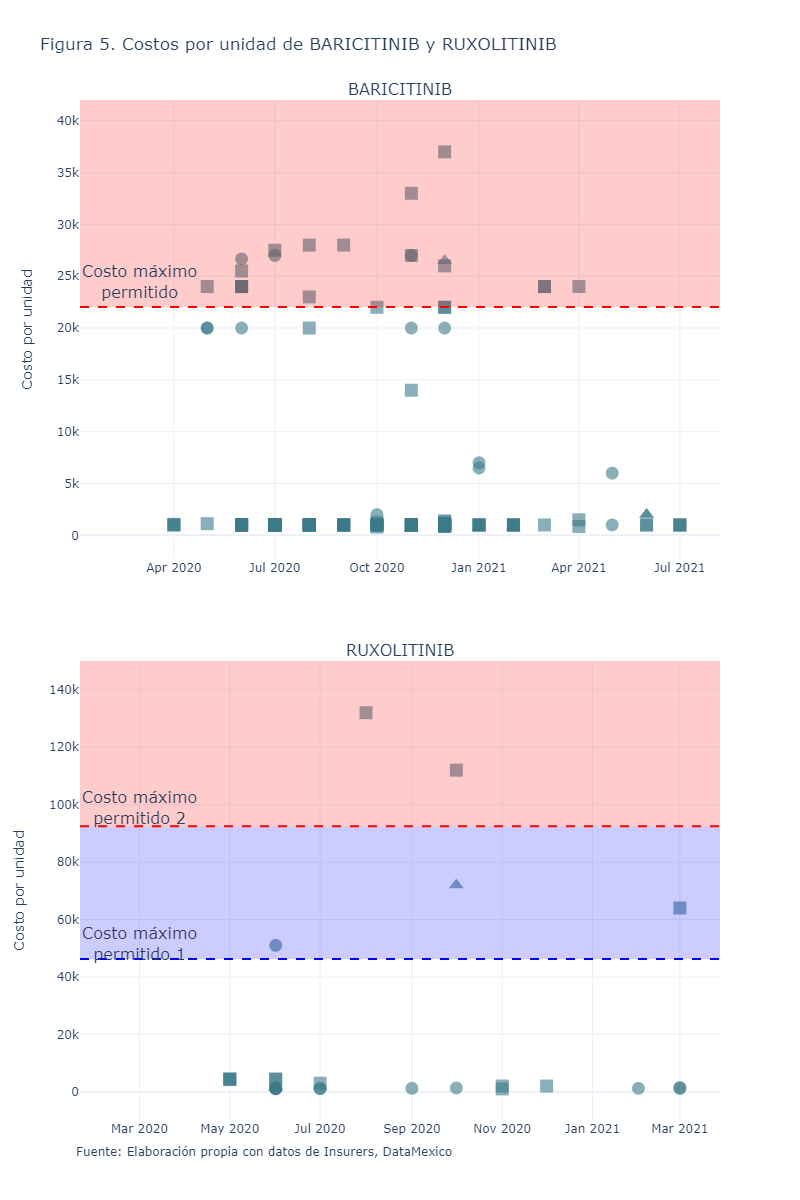 Figura 5. Costos por unidad de BARICITINIB y RUXOLITINIB
BARICITINIB
40k
35k
30k
25k
20k
15k
10k
5k
0
Costo por unidad
Costo máximo
permitido
Apr 2020
Jul 2020
Oct 2020
Jan 2021
Apr 2021
Jul 2021
RUXOLITINIB
140k
120k
100k
80k
60k
40k
20k
0
Costo por unidad
Costo máximo
permitido 2
Costo máximo
permitido 1
Mar 2020
May 2020
Jul 2020
Sep 2020
Nov 2020
Jan 2021
Mar 2021
Fuente: Elaboración propia con datos de Insurers, DataMexico